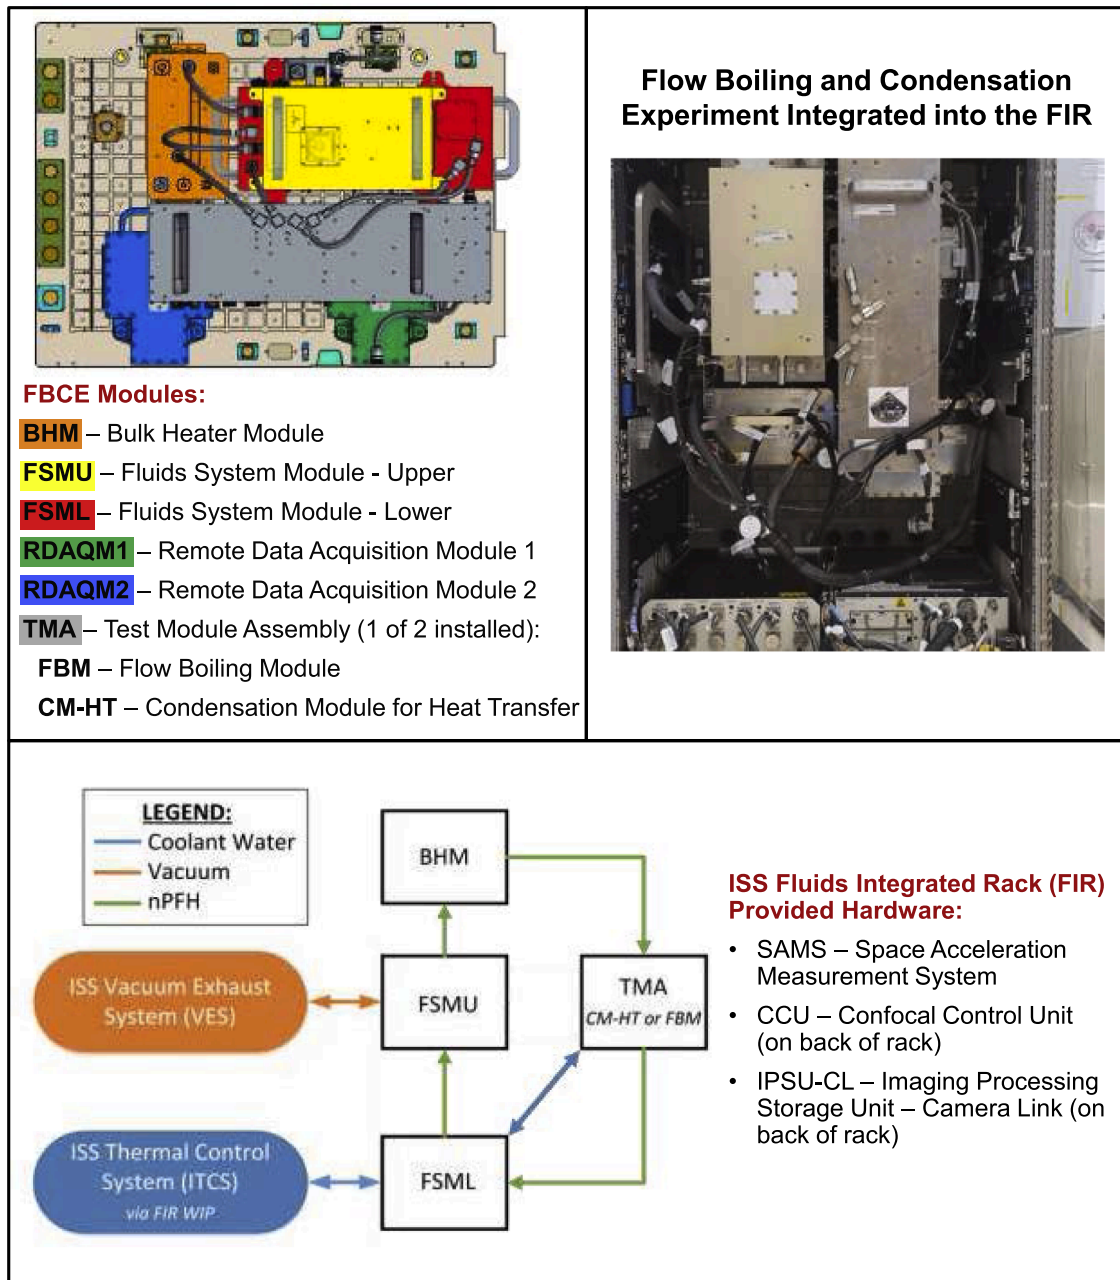 FBCE Modules:
BHM – Bulk Heater Module
FSMU – Fluids System Module - Upper
FSML – Fluids System Module - Lower
RDAQM1 – Remote Data Acquisition Module 1
RDAQM2 – Remote Data Acquisition Module 2
TMA – Test Module Assembly (1 of 2 installed):
FBM – Flow Boiling Module
CM-HT – Condensation Module for Heat Transfer
Flow Boiling and Condensation
Experiment Integrated into the FIR
LEGEND:
Coolant Water
Vacuum
nPFH
BHM
ISS Vacuum Exhaust
System (VES)
FSMU
TMA
CM-HT or FBM
ISS Thermal Control
System (ITCS)
via FIR WIP
FSML
ISS Fluids Integrated Rack (FIR)
Provided Hardware:
• SAMS – Space Acceleration
Measurement System
• CCU – Confocal Control Unit
(on back of rack)
• IPSU-CL – Imaging Processing
Storage Unit – Camera Link (on
back of rack)